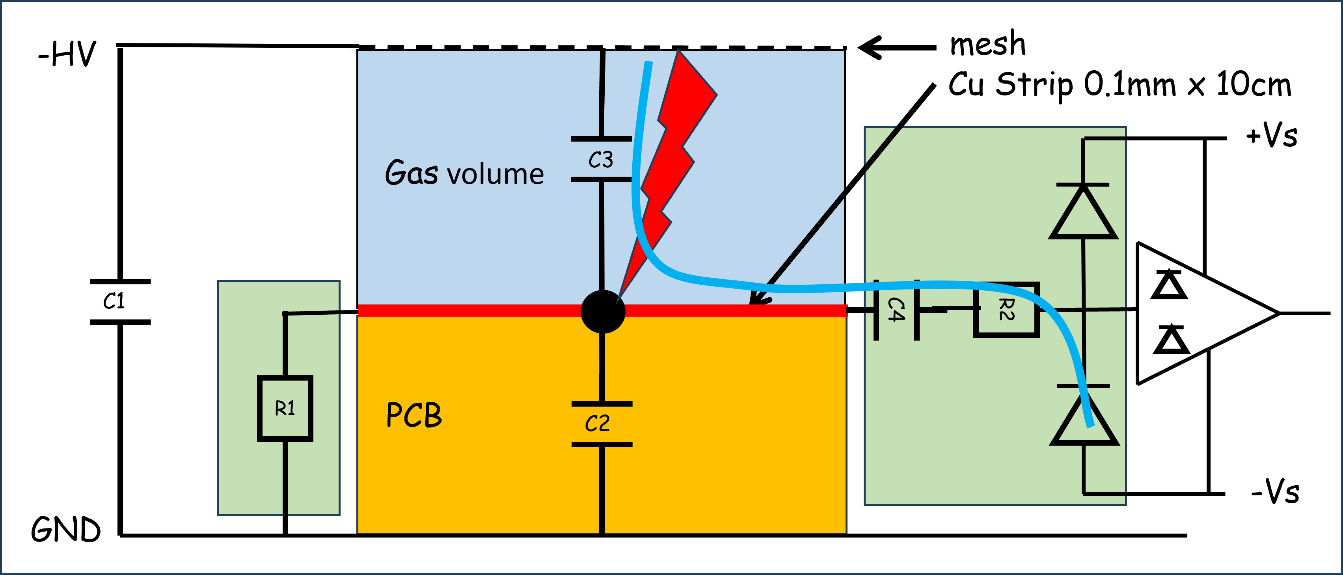 -HV
mesh
Cu Strip 0.1mm x 10cm
+Vs
C3
Gas volume
C1
C4
R2
R1
PCB
C2
-Vs
GND